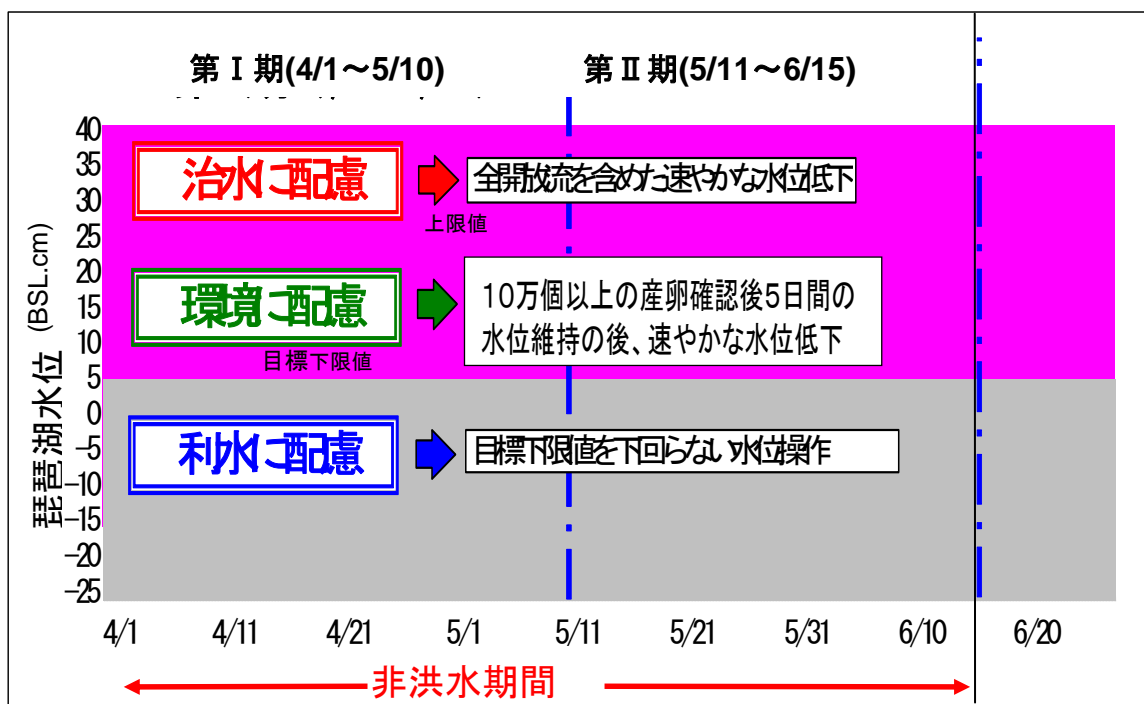 第Ⅰ期(4/1～5/10)
第Ⅱ期(5/11～6/15)
琵琶湖水位 (BSL.cm)
40
35
30
25
20
15
10
5
0
-5
-10
-15
-20
-25
治水に配慮
全開放流を含めた速やかな水位低下
上限値
環境に配慮
10万個以上の産卵確認後5日間の
水位維持の後、速やかな水位低下
目標下限値
利水に配慮
目標下限値を下回らない水位操作
4/1 4/11 4/21 5/1 5/11 5/21 5/31 6/10 6/20
非洪水期間